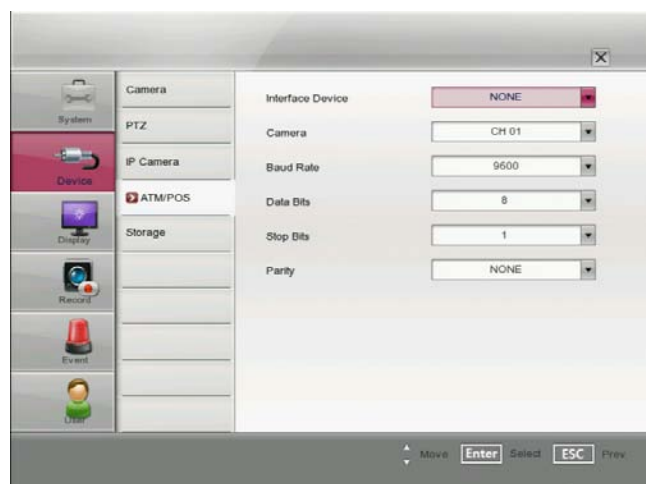 System
Device
Display
Record
Event
User
Camera
PTZ
IP Camera
ATM/POS
Storage
Interface Device NONE
Camera CH 01
Baud Rate 9600
Data Bits 8
Stop Bits 1
Parity NONE
Move Enter Select ESC Prev